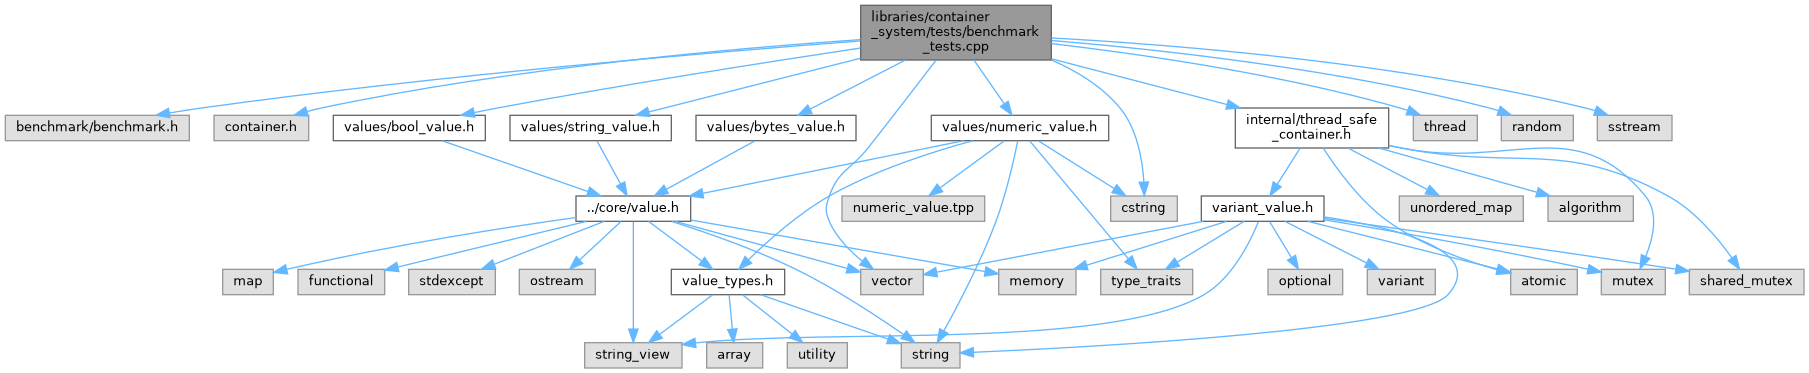 libraries/container
_system/tests/benchmark
_tests.cpp
benchmark/benchmark.h
container.h
values/bool_value.h
values/string_value.h
values/bytes_value.h
values/numeric_value.h
internal/thread_safe
_container.h
thread
random
sstream
../core/value.h
numeric_value.tpp
cstring
variant_value.h
unordered_map
algorithm
map
functional
stdexcept
ostream
value_types.h
vector
memory
type_traits
optional
variant
atomic
mutex
shared_mutex
string_view
array
utility
string